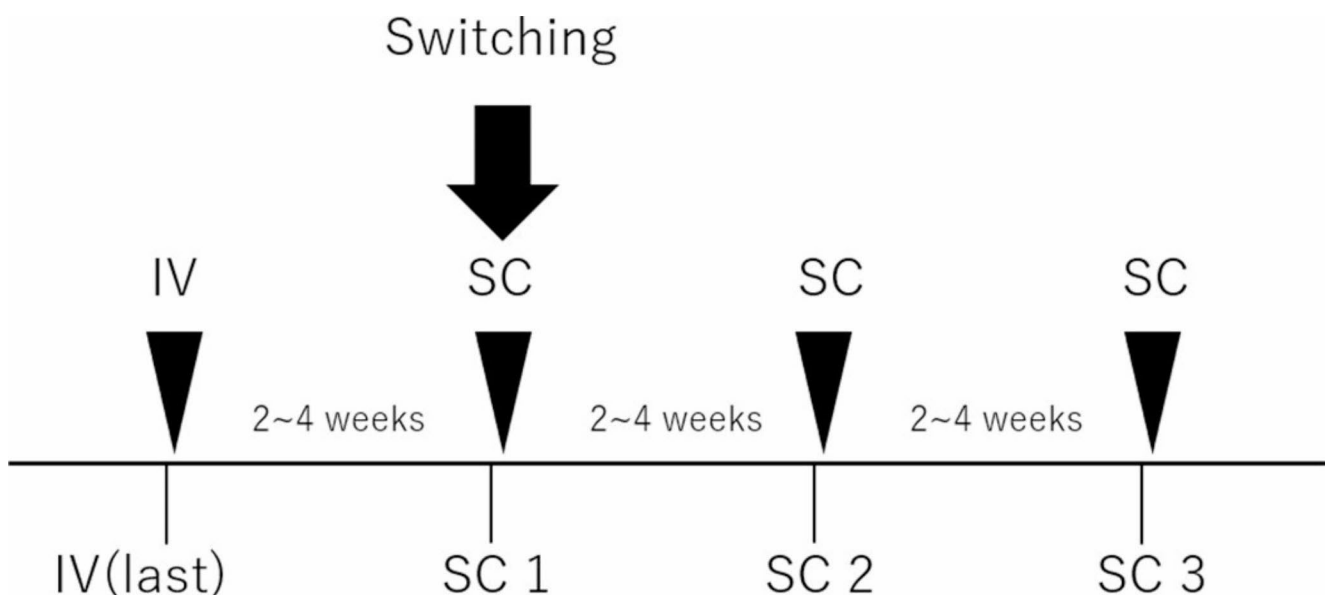 Switching
IV SC SC SC
2~4 weeks 2~4 weeks 2~4 weeks
IV(last) SC 1 SC 2 SC 3